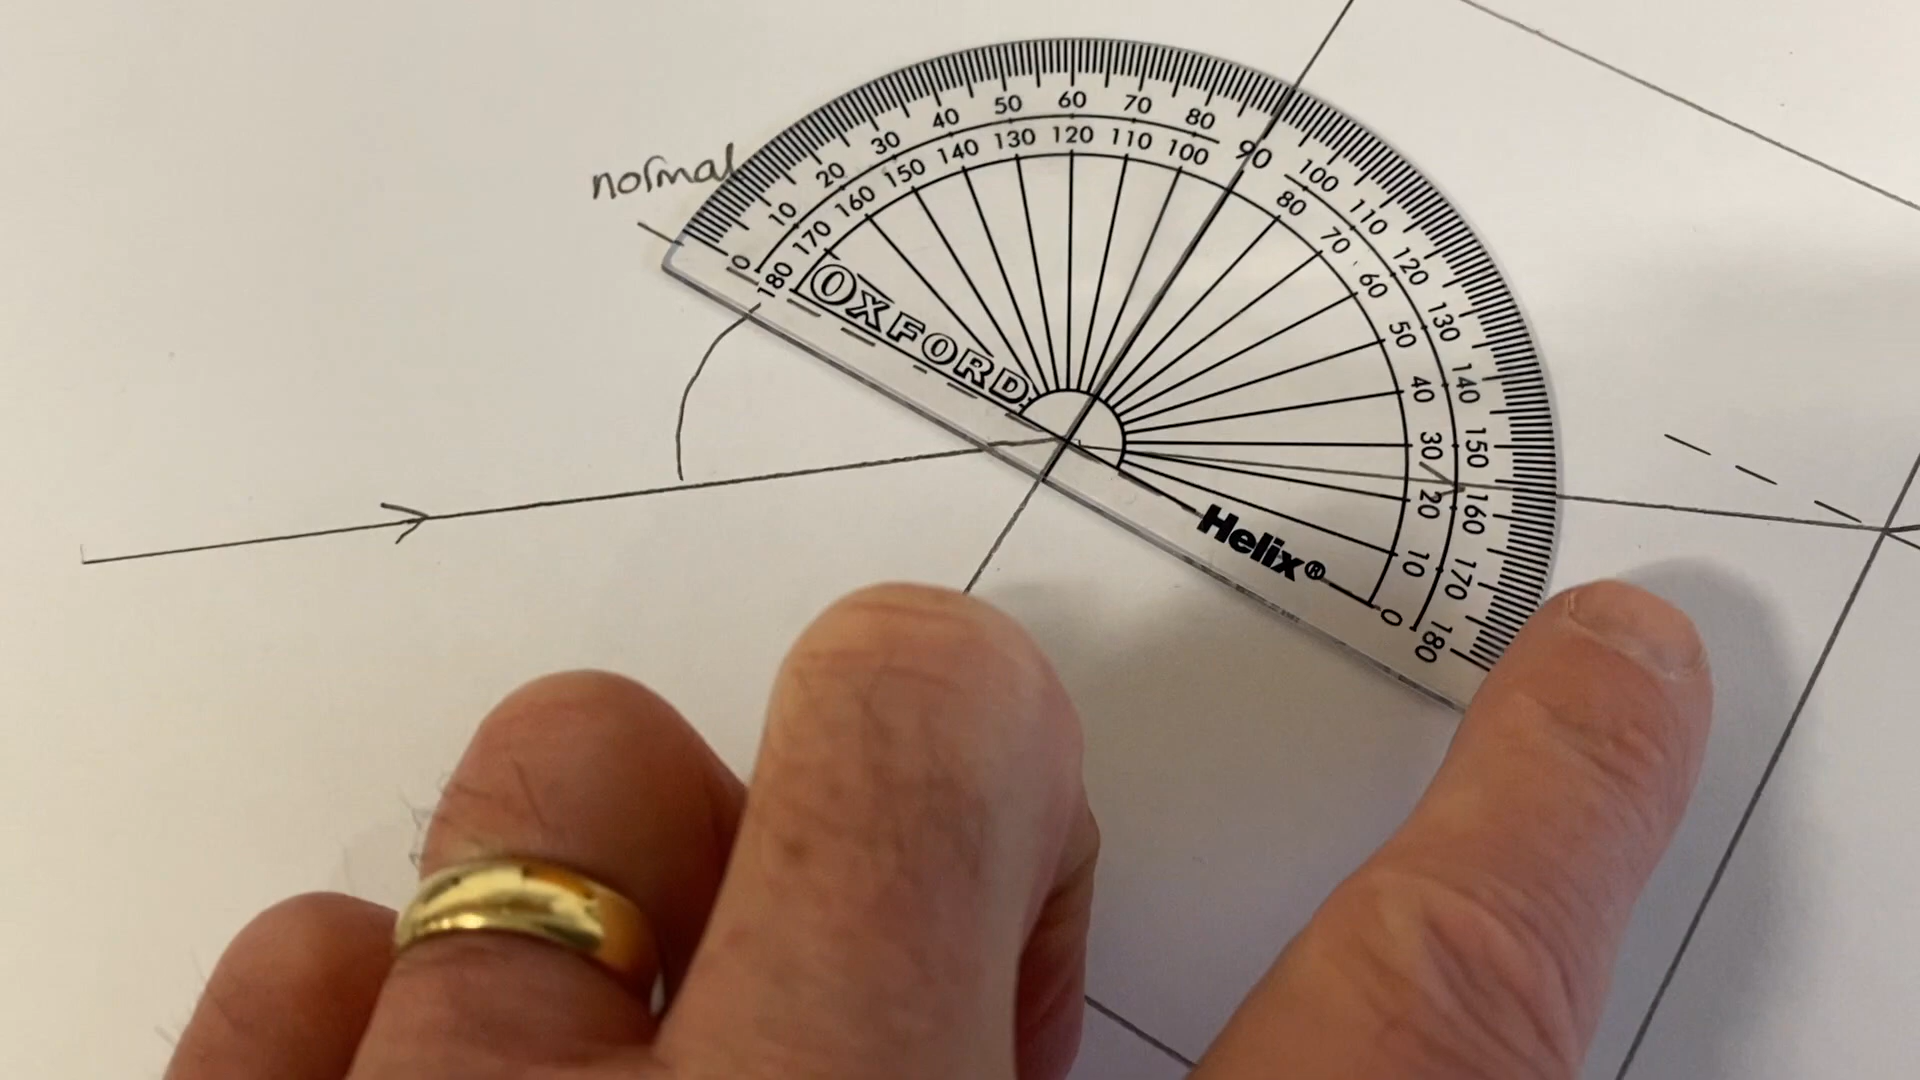 normal
0 10 20 30 40 50 60 70 80 90 100 110 120 130 140 150 160 170 180
180 170 160 150 140 130 120 110 100 80 70 60 50 40 30 20 10 0
OXFORD
Helix®